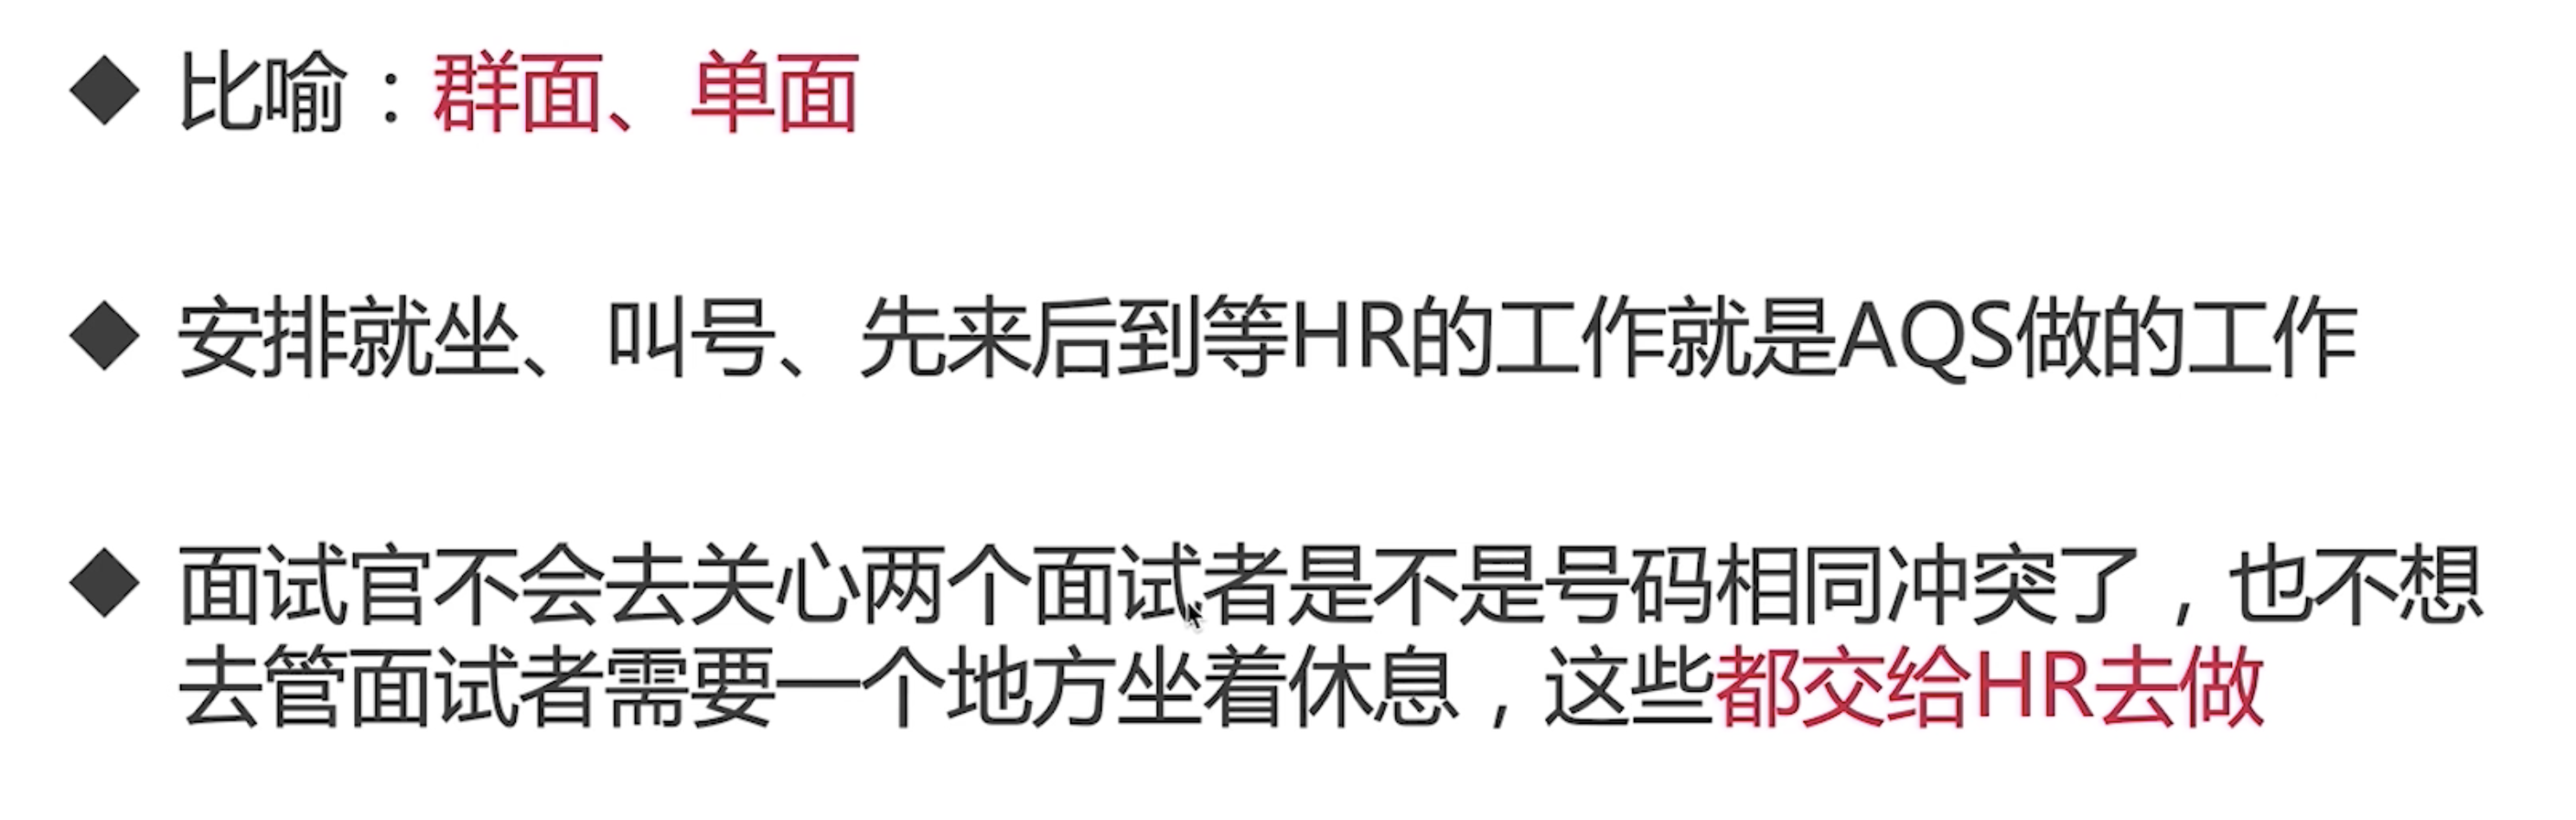 ◆ 比喻：群面、单面
◆ 安排就坐、叫号、先来后到等HR的工作就是AQS做的工作
◆ 面试官不会去关心两个面试者是不是号码相同冲突了，也不想
去管面试者需要一个地方坐着休息，这些都交给HR去做